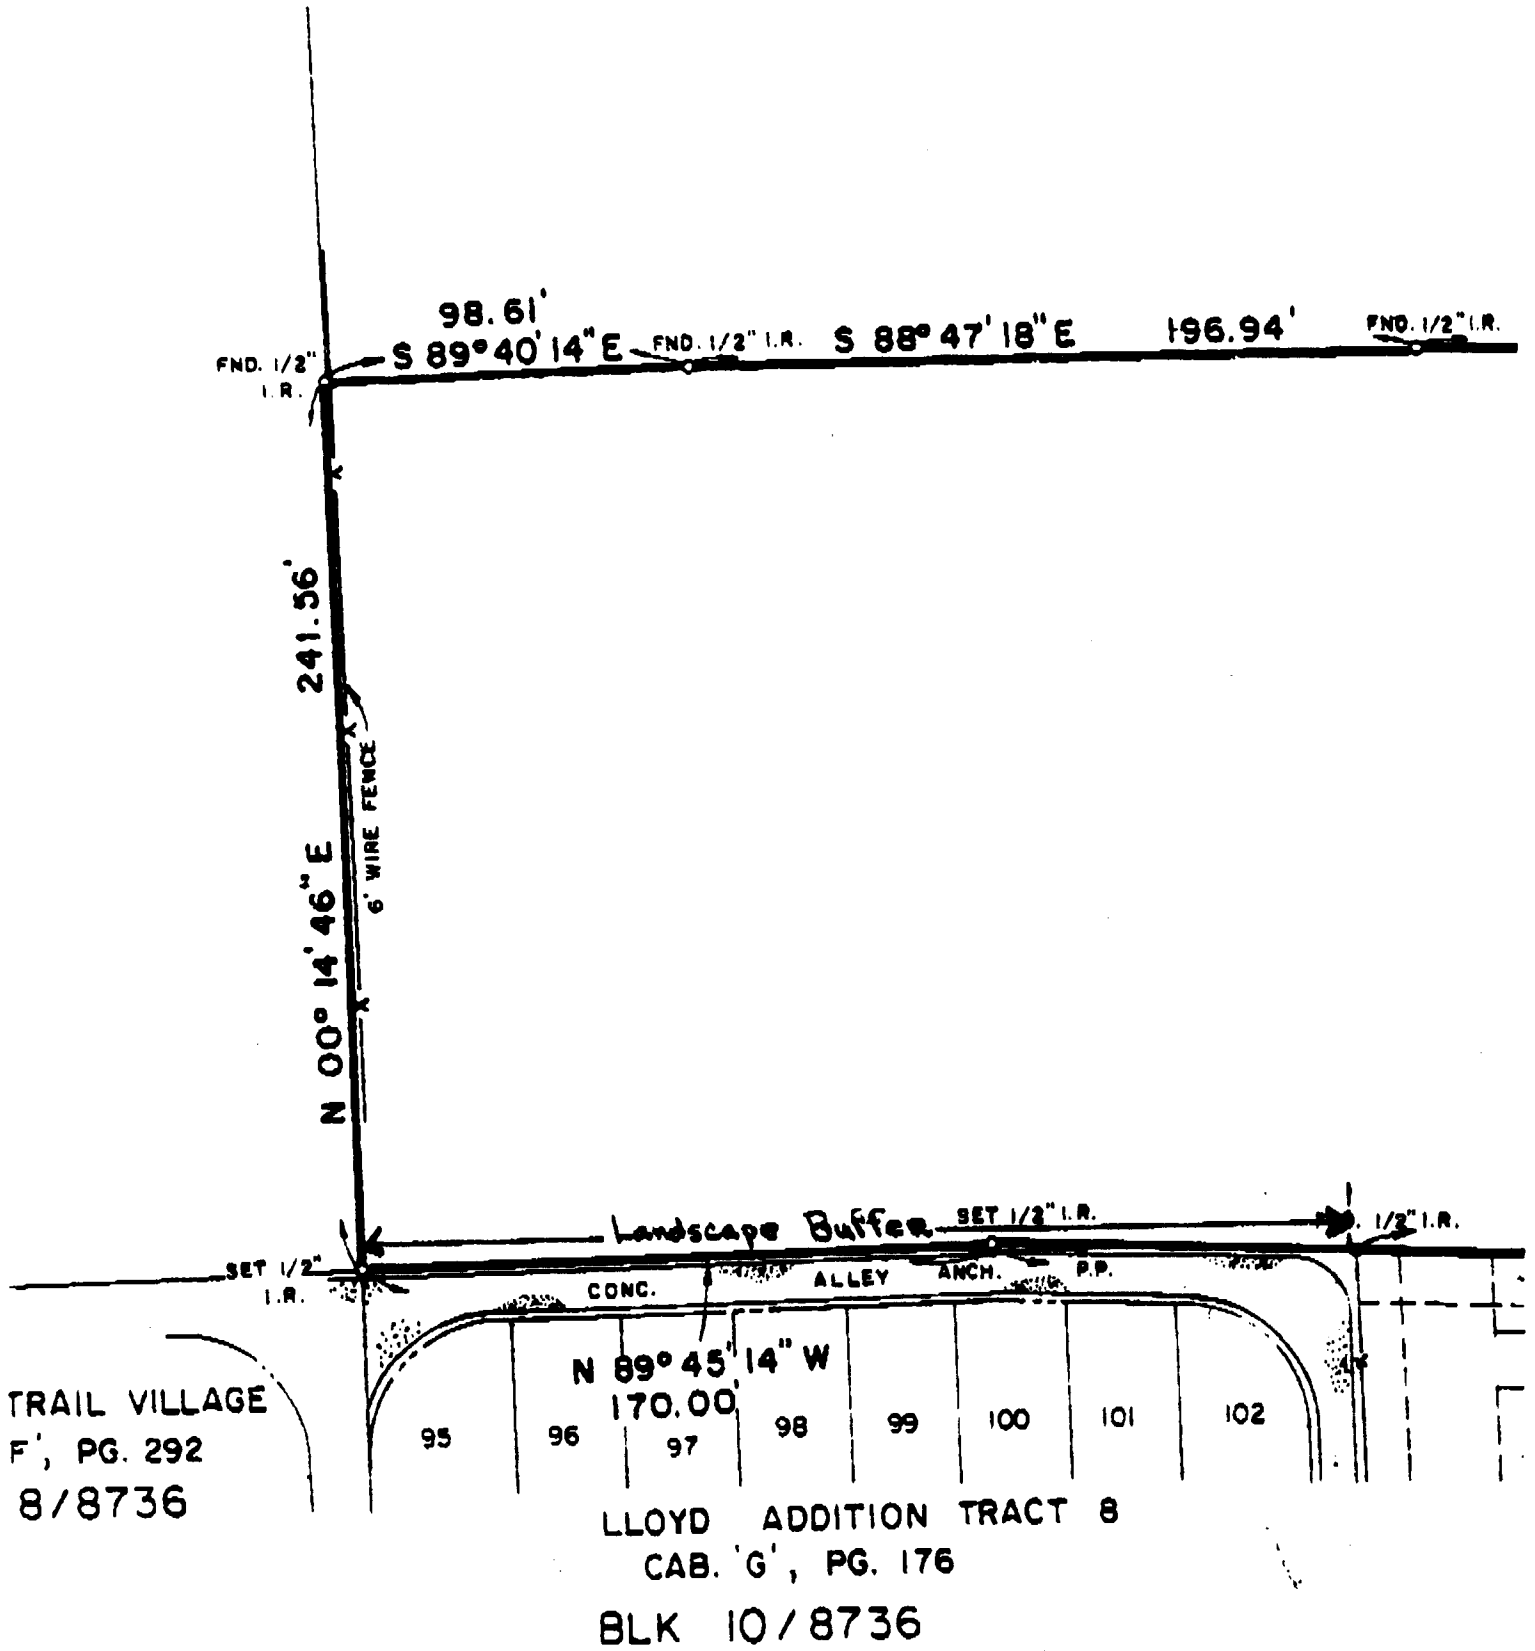 98.61'
S 89° 40' 14" E
FND. 1/2" I.R.
S 88° 47' 18" E
196.94'
FND. 1/2" I.R.
FND. 1/2"
I.R.
241.56'
N 00° 14' 46" E
6' WIRE FENCE
Landscape Buffer
SET 1/2" I.R.
1/2" I.R.
SET 1/2"
I.R.
CONC.
ALLEY
ANCH.
P.P.
N 89° 45' 14" W
170.00'
95
96
97
98
99
100
101
102
TRAIL VILLAGE
F', PG. 292
8/8736
LLOYD ADDITION TRACT 8
CAB. 'G', PG. 176
BLK 10/8736